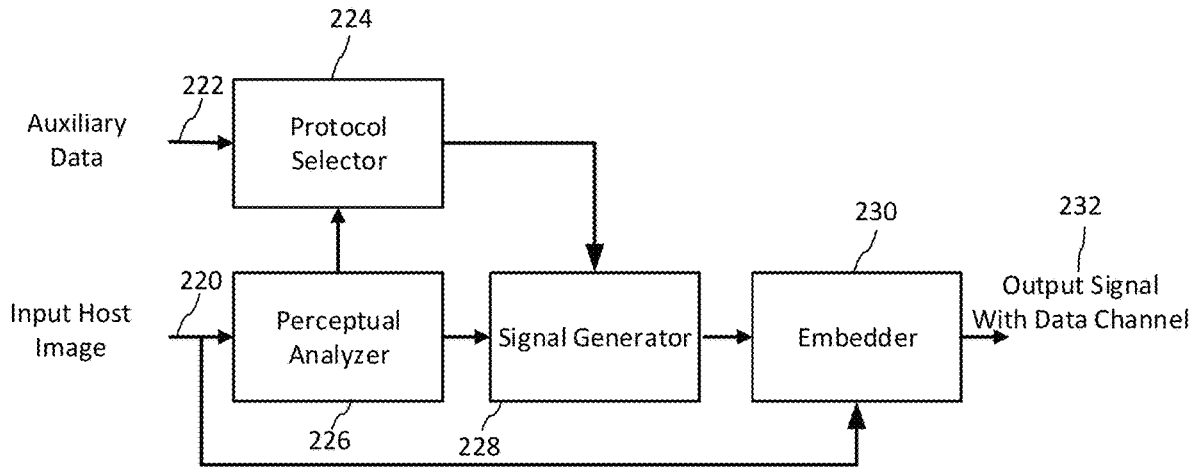 224
222
Auxiliary
Data
Protocol
Selector
230
232
220
Input Host
Image
Perceptual
Analyzer
Signal Generator
Embedder
Output Signal
With Data Channel
226
228